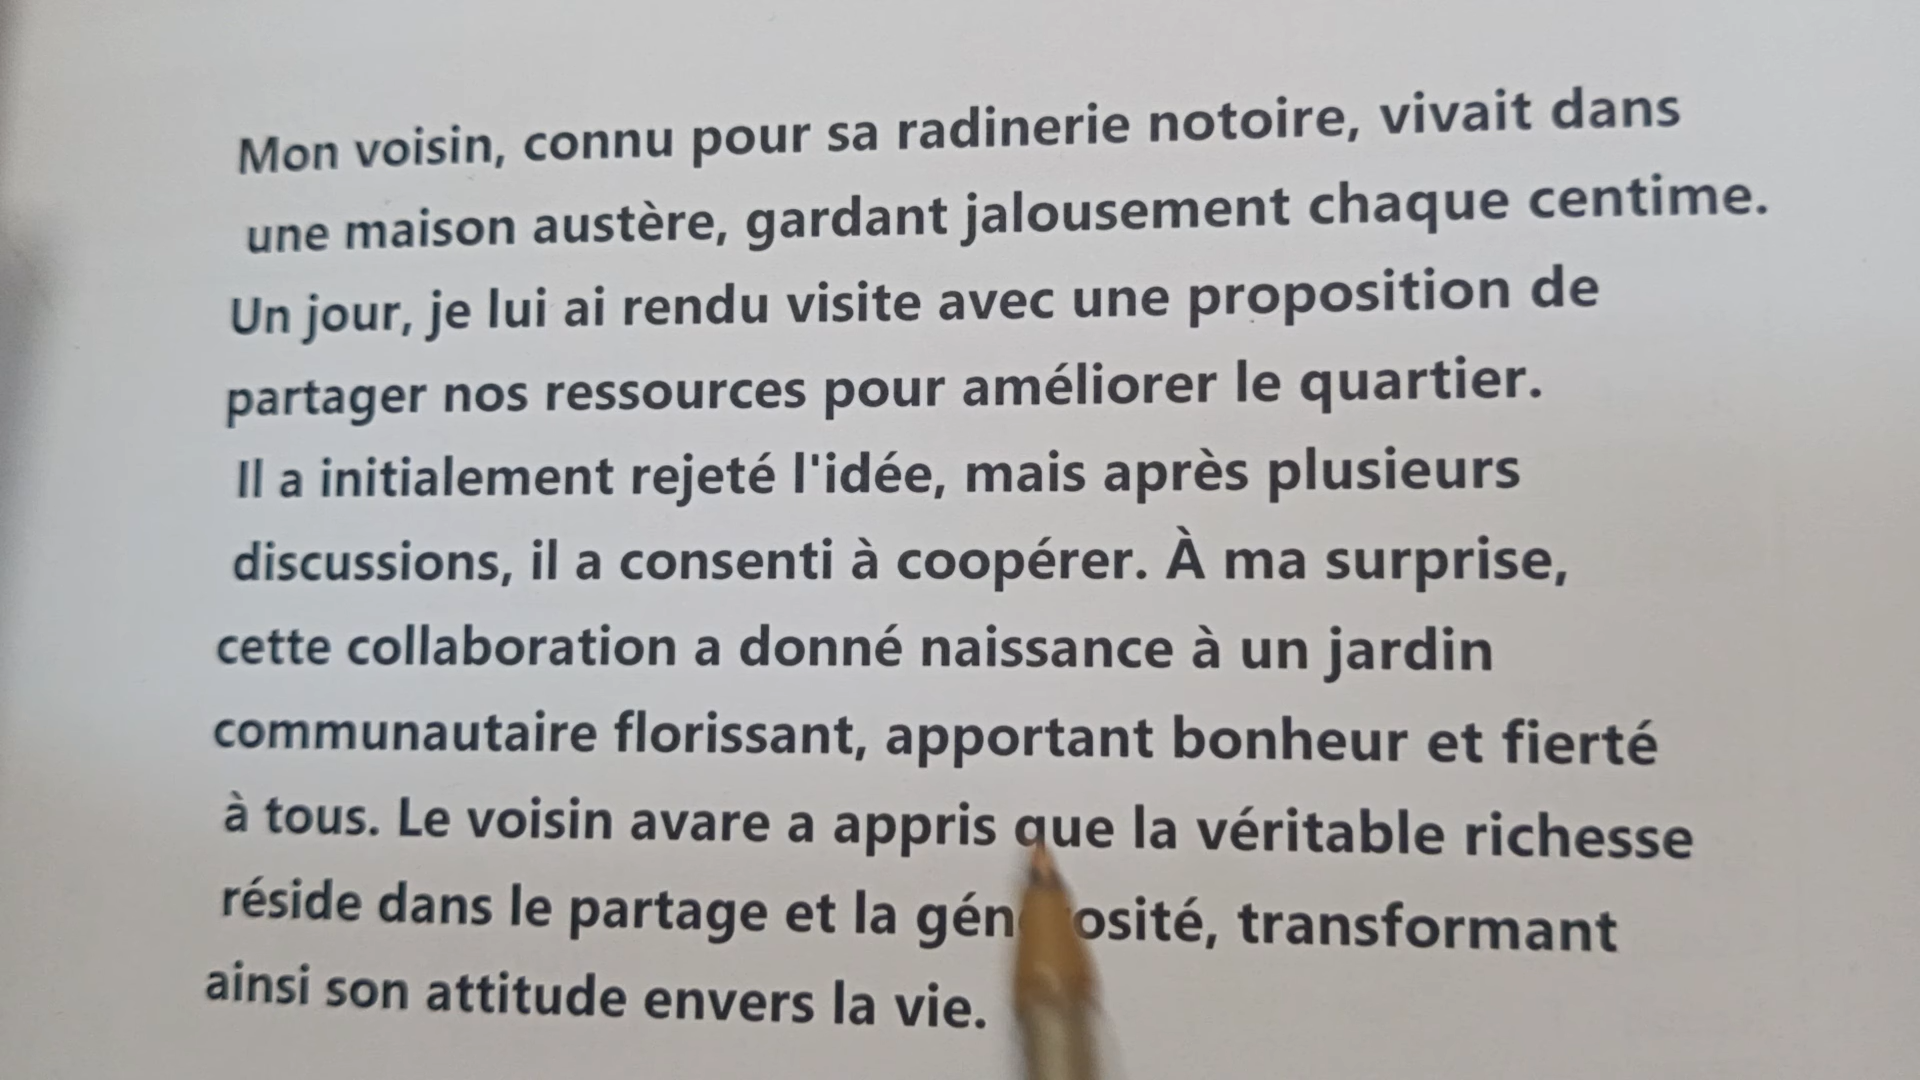 Mon voisin, connu pour sa radinerie notoire, vivait dans
une maison austère, gardant jalousement chaque centime.
Un jour, je lui ai rendu visite avec une proposition de
partager nos ressources pour améliorer le quartier.
Il a initialement rejeté l'idée, mais après plusieurs
discussions, il a consenti à coopérer. À ma surprise,
cette collaboration a donné naissance à un jardin
communautaire florissant, apportant bonheur et fierté
à tous. Le voisin avare a appris que la véritable richesse
réside dans le partage et la générosité, transformant
ainsi son attitude envers la vie.